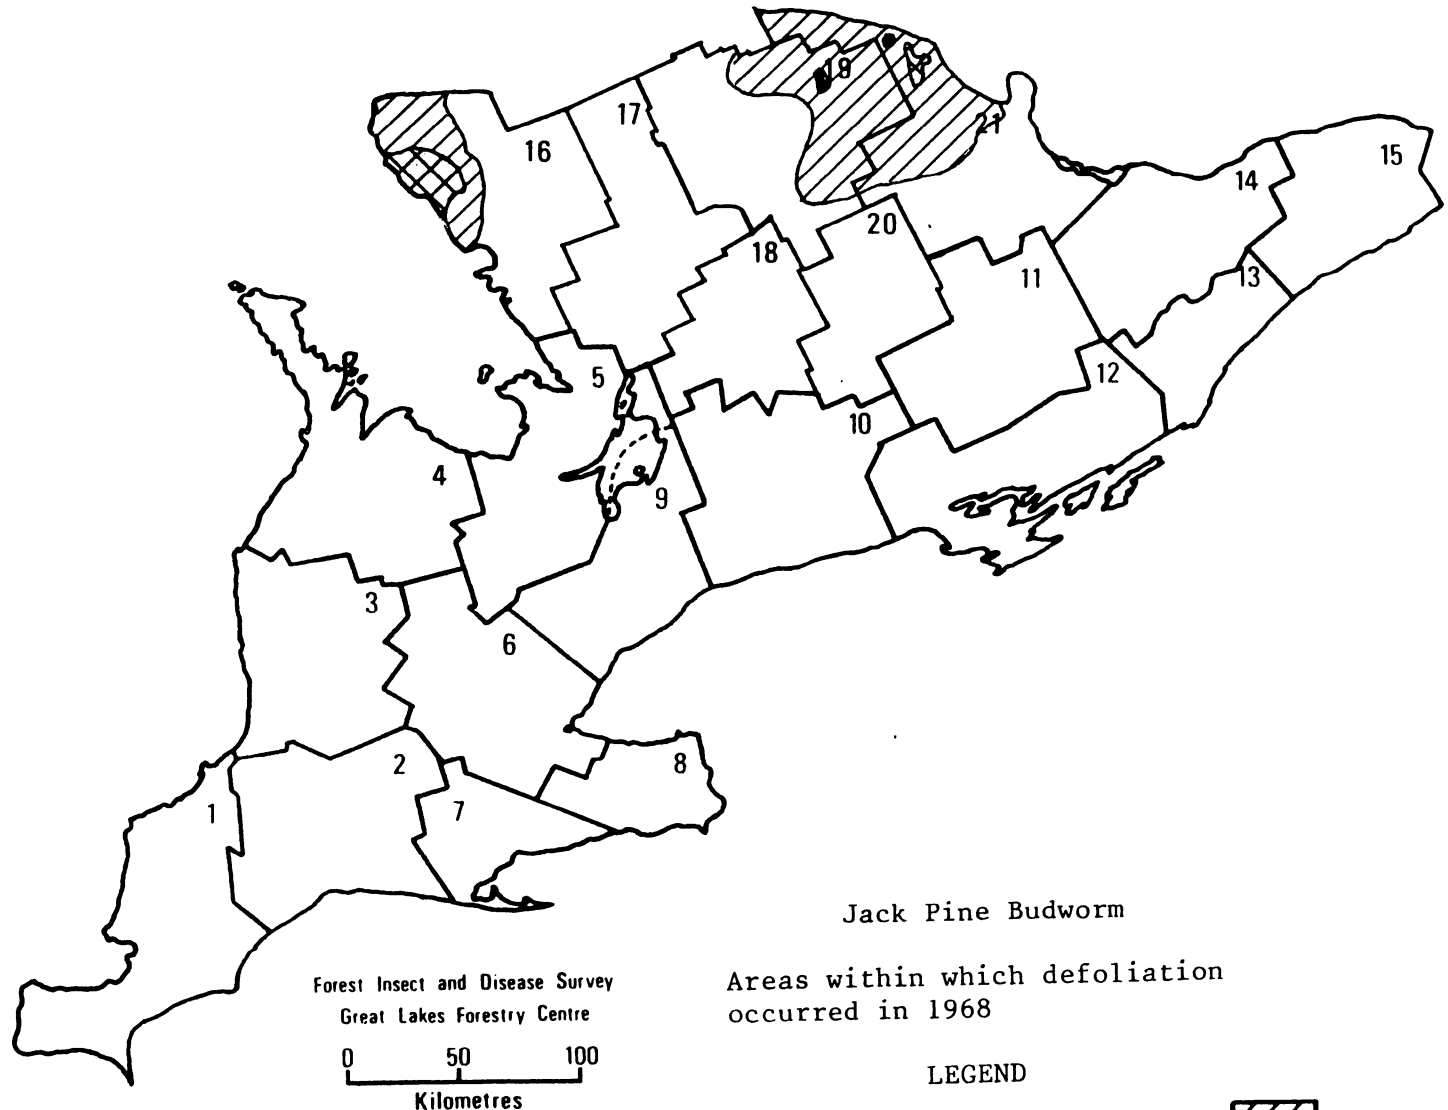 19
17
21
16
15
14
20
18
11
13
5
12
10
4
9
3
6
2
8
1
7
Jack Pine Budworm
Areas within which defoliation
occurred in 1968
LEGEND
Forest Insect and Disease Survey
Great Lakes Forestry Centre
0 50 100
Kilometres